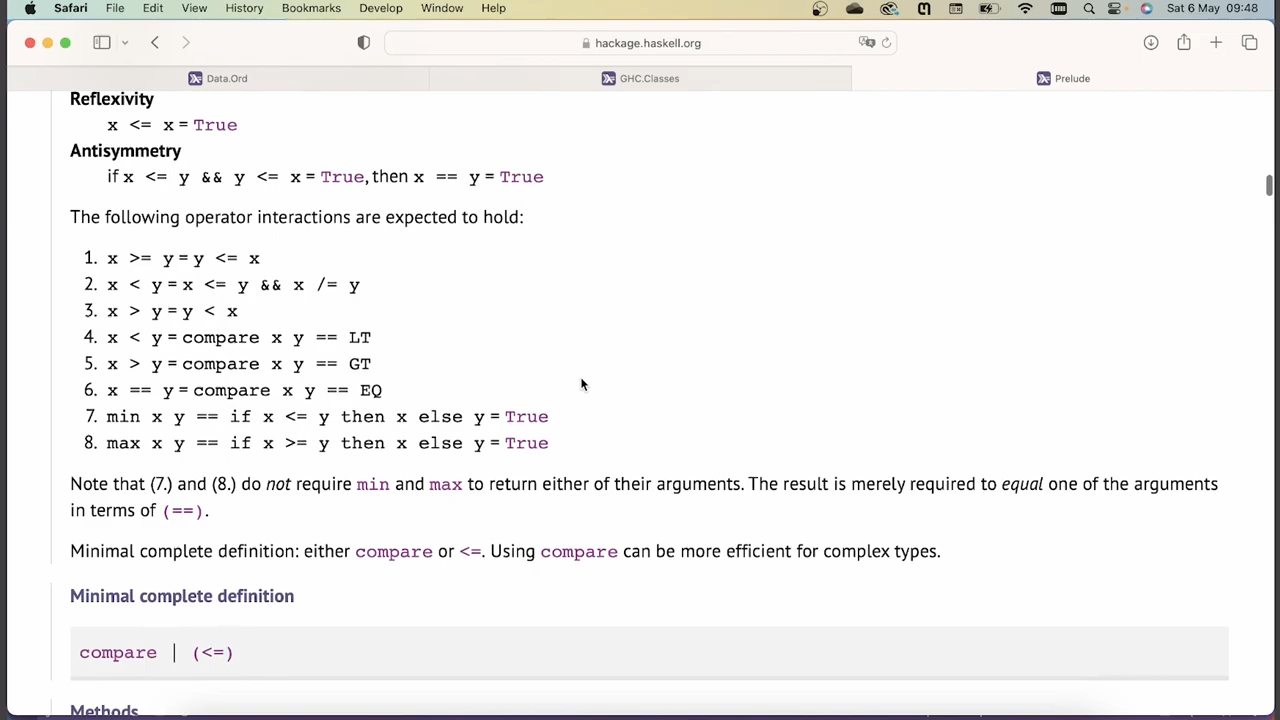 Safari File Edit View History Bookmarks Develop Window Help Sat 6 May 09:48
hackage.haskell.org
Data.Ord GHC.Classes Prelude
Reflexivity
x <= x = True
Antisymmetry
if x <= y && y <= x = True, then x == y = True
The following operator interactions are expected to hold:
1. x >= y = y <= x
2. x < y = x <= y && x /= y
3. x > y = y < x
4. x < y = compare x y == LT
5. x > y = compare x y == GT
6. x == y = compare x y == EQ
7. min x y == if x <= y then x else y = True
8. max x y == if x >= y then x else y = True
Note that (7.) and (8.) do not require min and max to return either of their arguments. The result is merely required to equal one of the arguments
in terms of (==).
Minimal complete definition: either compare or <=. Using compare can be more efficient for complex types.
Minimal complete definition
compare | (<=)
Methods